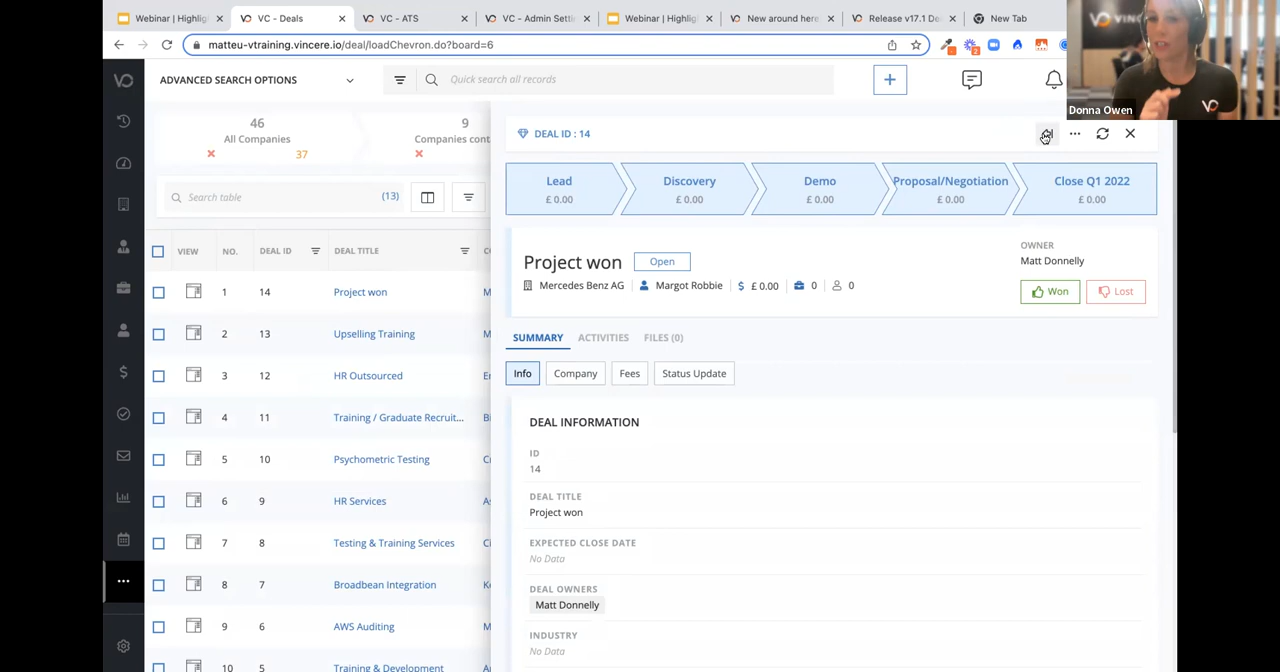 Webinar | Highlig
VC - Deals
VC - ATS
VC - Admin Setti
Webinar | Highlig
New around here
Release v17.1 De
New Tab
matteu-vtraining.vincere.io/deal/loadChevron.do?board=6
ADVANCED SEARCH OPTIONS
Quick search all records
Donna Owen
46
All Companies
37
9
Companies cont
Search table
(13)
VIEW NO. DEAL ID DEAL TITLE C
1 14 Project won M
2 13 Upselling Training M
3 12 HR Outsourced Er
4 11 Training / Graduate Recruit... Bi
5 10 Psychometric Testing Cr
6 9 HR Services As
7 8 Testing & Training Services Ci
8 7 Broadbean Integration Ke
9 6 AWS Auditing
10 5 Training & Development
DEAL ID : 14
Lead
£ 0.00
Discovery
£ 0.00
Demo
£ 0.00
Proposal/Negotiation
£ 0.00
Close Q1 2022
£ 0.00
Project won Open
Mercedes Benz AG Margot Robbie $ £ 0.00 0 0
OWNER
Matt Donnelly
Won Lost
SUMMARY ACTIVITIES FILES (0)
Info Company Fees Status Update
DEAL INFORMATION
ID
14
DEAL TITLE
Project won
EXPECTED CLOSE DATE
No Data
DEAL OWNERS
Matt Donnelly
INDUSTRY
No Data